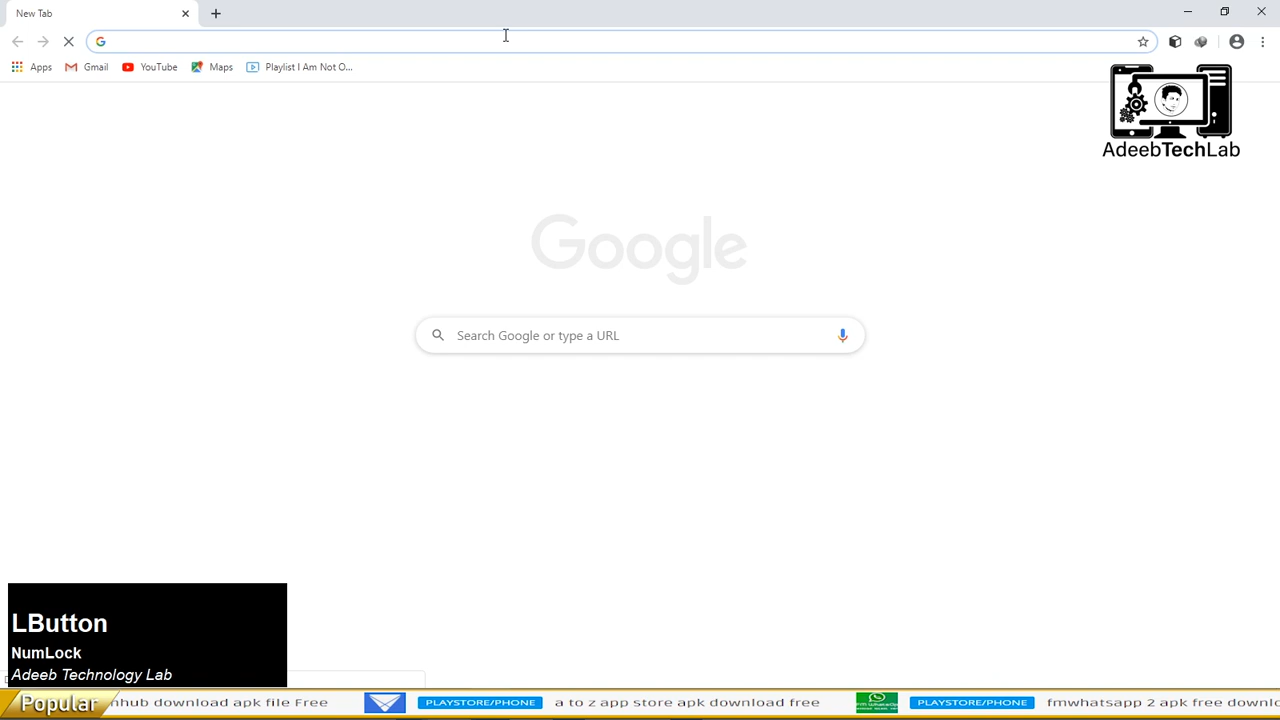 New Tab
Apps Gmail YouTube Maps Playlist I Am Not O...
AdeebTechLab
Google
Search Google or type a URL
LButton
NumLock
Adeeb Technology Lab
Popular nhub download apk file Free PLAYSTORE/PHONE a to z app store apk download free PLAYSTORE/PHONE fmwhatsapp 2 apk free downlo